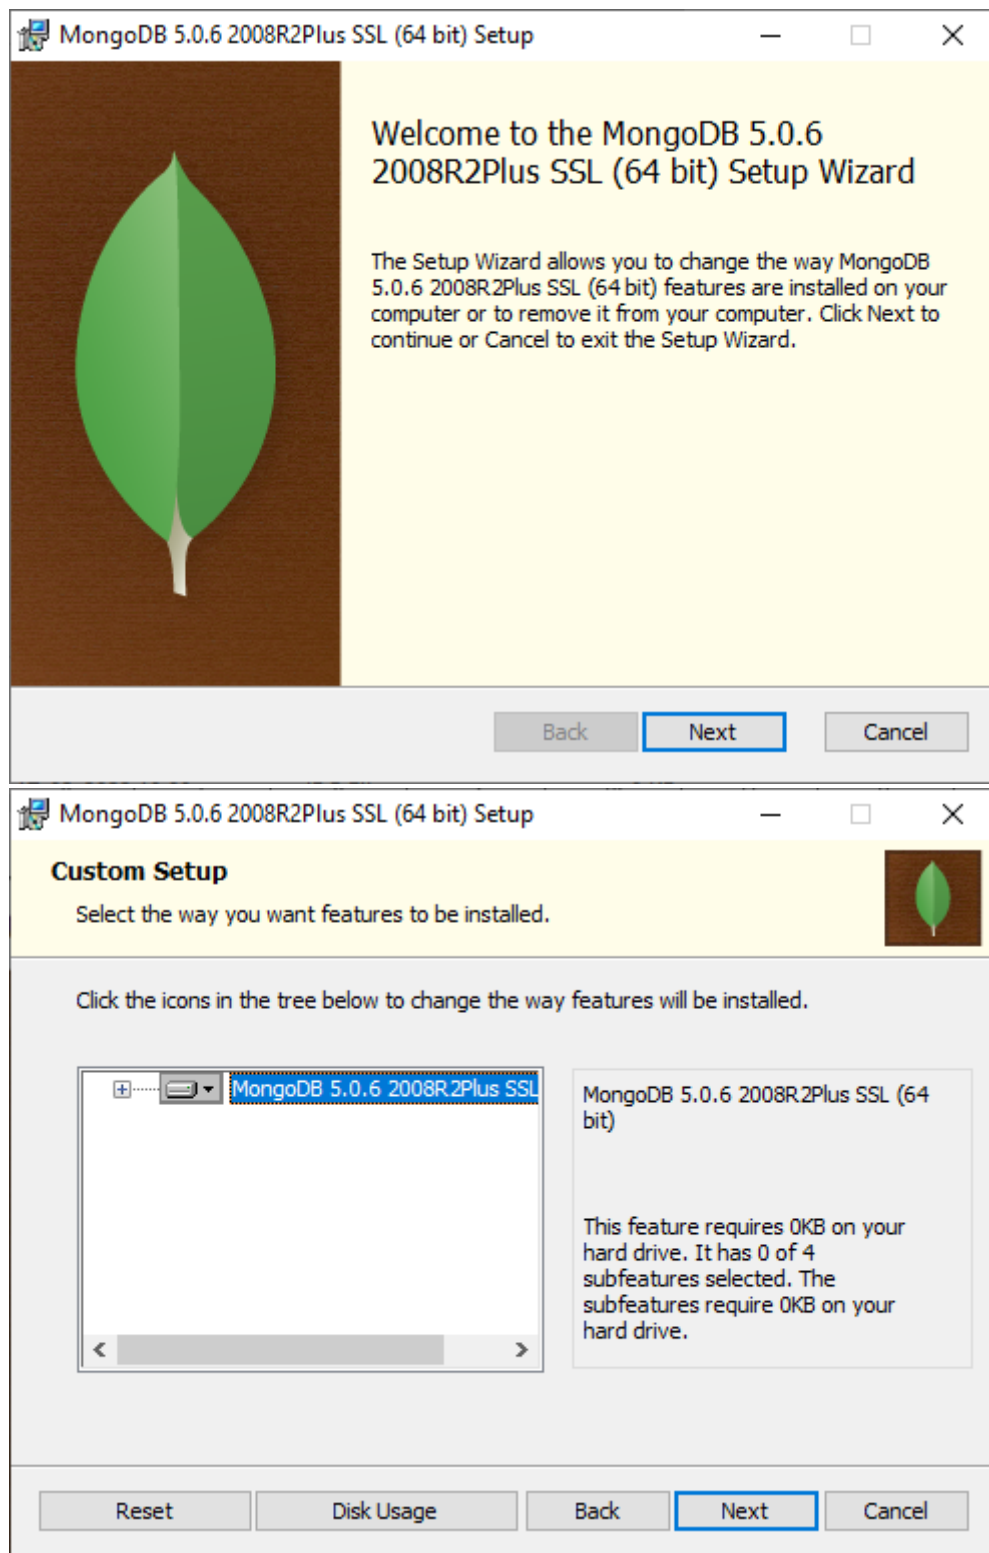 MongoDB 5.0.6 2008R2Plus SSL (64 bit) Setup
Welcome to the MongoDB 5.0.6
2008R2Plus SSL (64 bit) Setup Wizard
The Setup Wizard allows you to change the way MongoDB
5.0.6 2008R2Plus SSL (64 bit) features are installed on your
computer or to remove it from your computer. Click Next to
continue or Cancel to exit the Setup Wizard.
Back Next Cancel
MongoDB 5.0.6 2008R2Plus SSL (64 bit) Setup
Custom Setup
Select the way you want features to be installed.
Click the icons in the tree below to change the way features will be installed.
MongoDB 5.0.6 2008R2Plus SSL
MongoDB 5.0.6 2008R2Plus SSL (64
bit)
This feature requires 0KB on your
hard drive. It has 0 of 4
subfeatures selected. The
subfeatures require 0KB on your
hard drive.
Reset Disk Usage Back Next Cancel